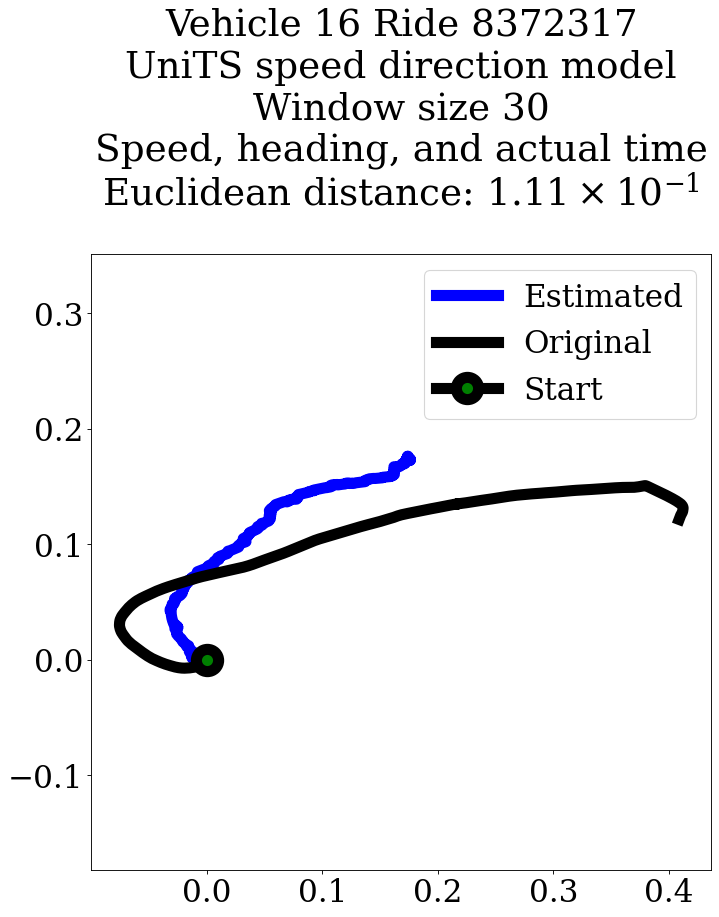 Vehicle 16 Ride 8372317
UniTS speed direction model
Window size 30
Speed, heading, and actual time
Euclidean distance: 1.11 × 10⁻¹
Estimated
Original
Start
0.3
0.2
0.1
0.0
−0.1
0.0 0.1 0.2 0.3 0.4